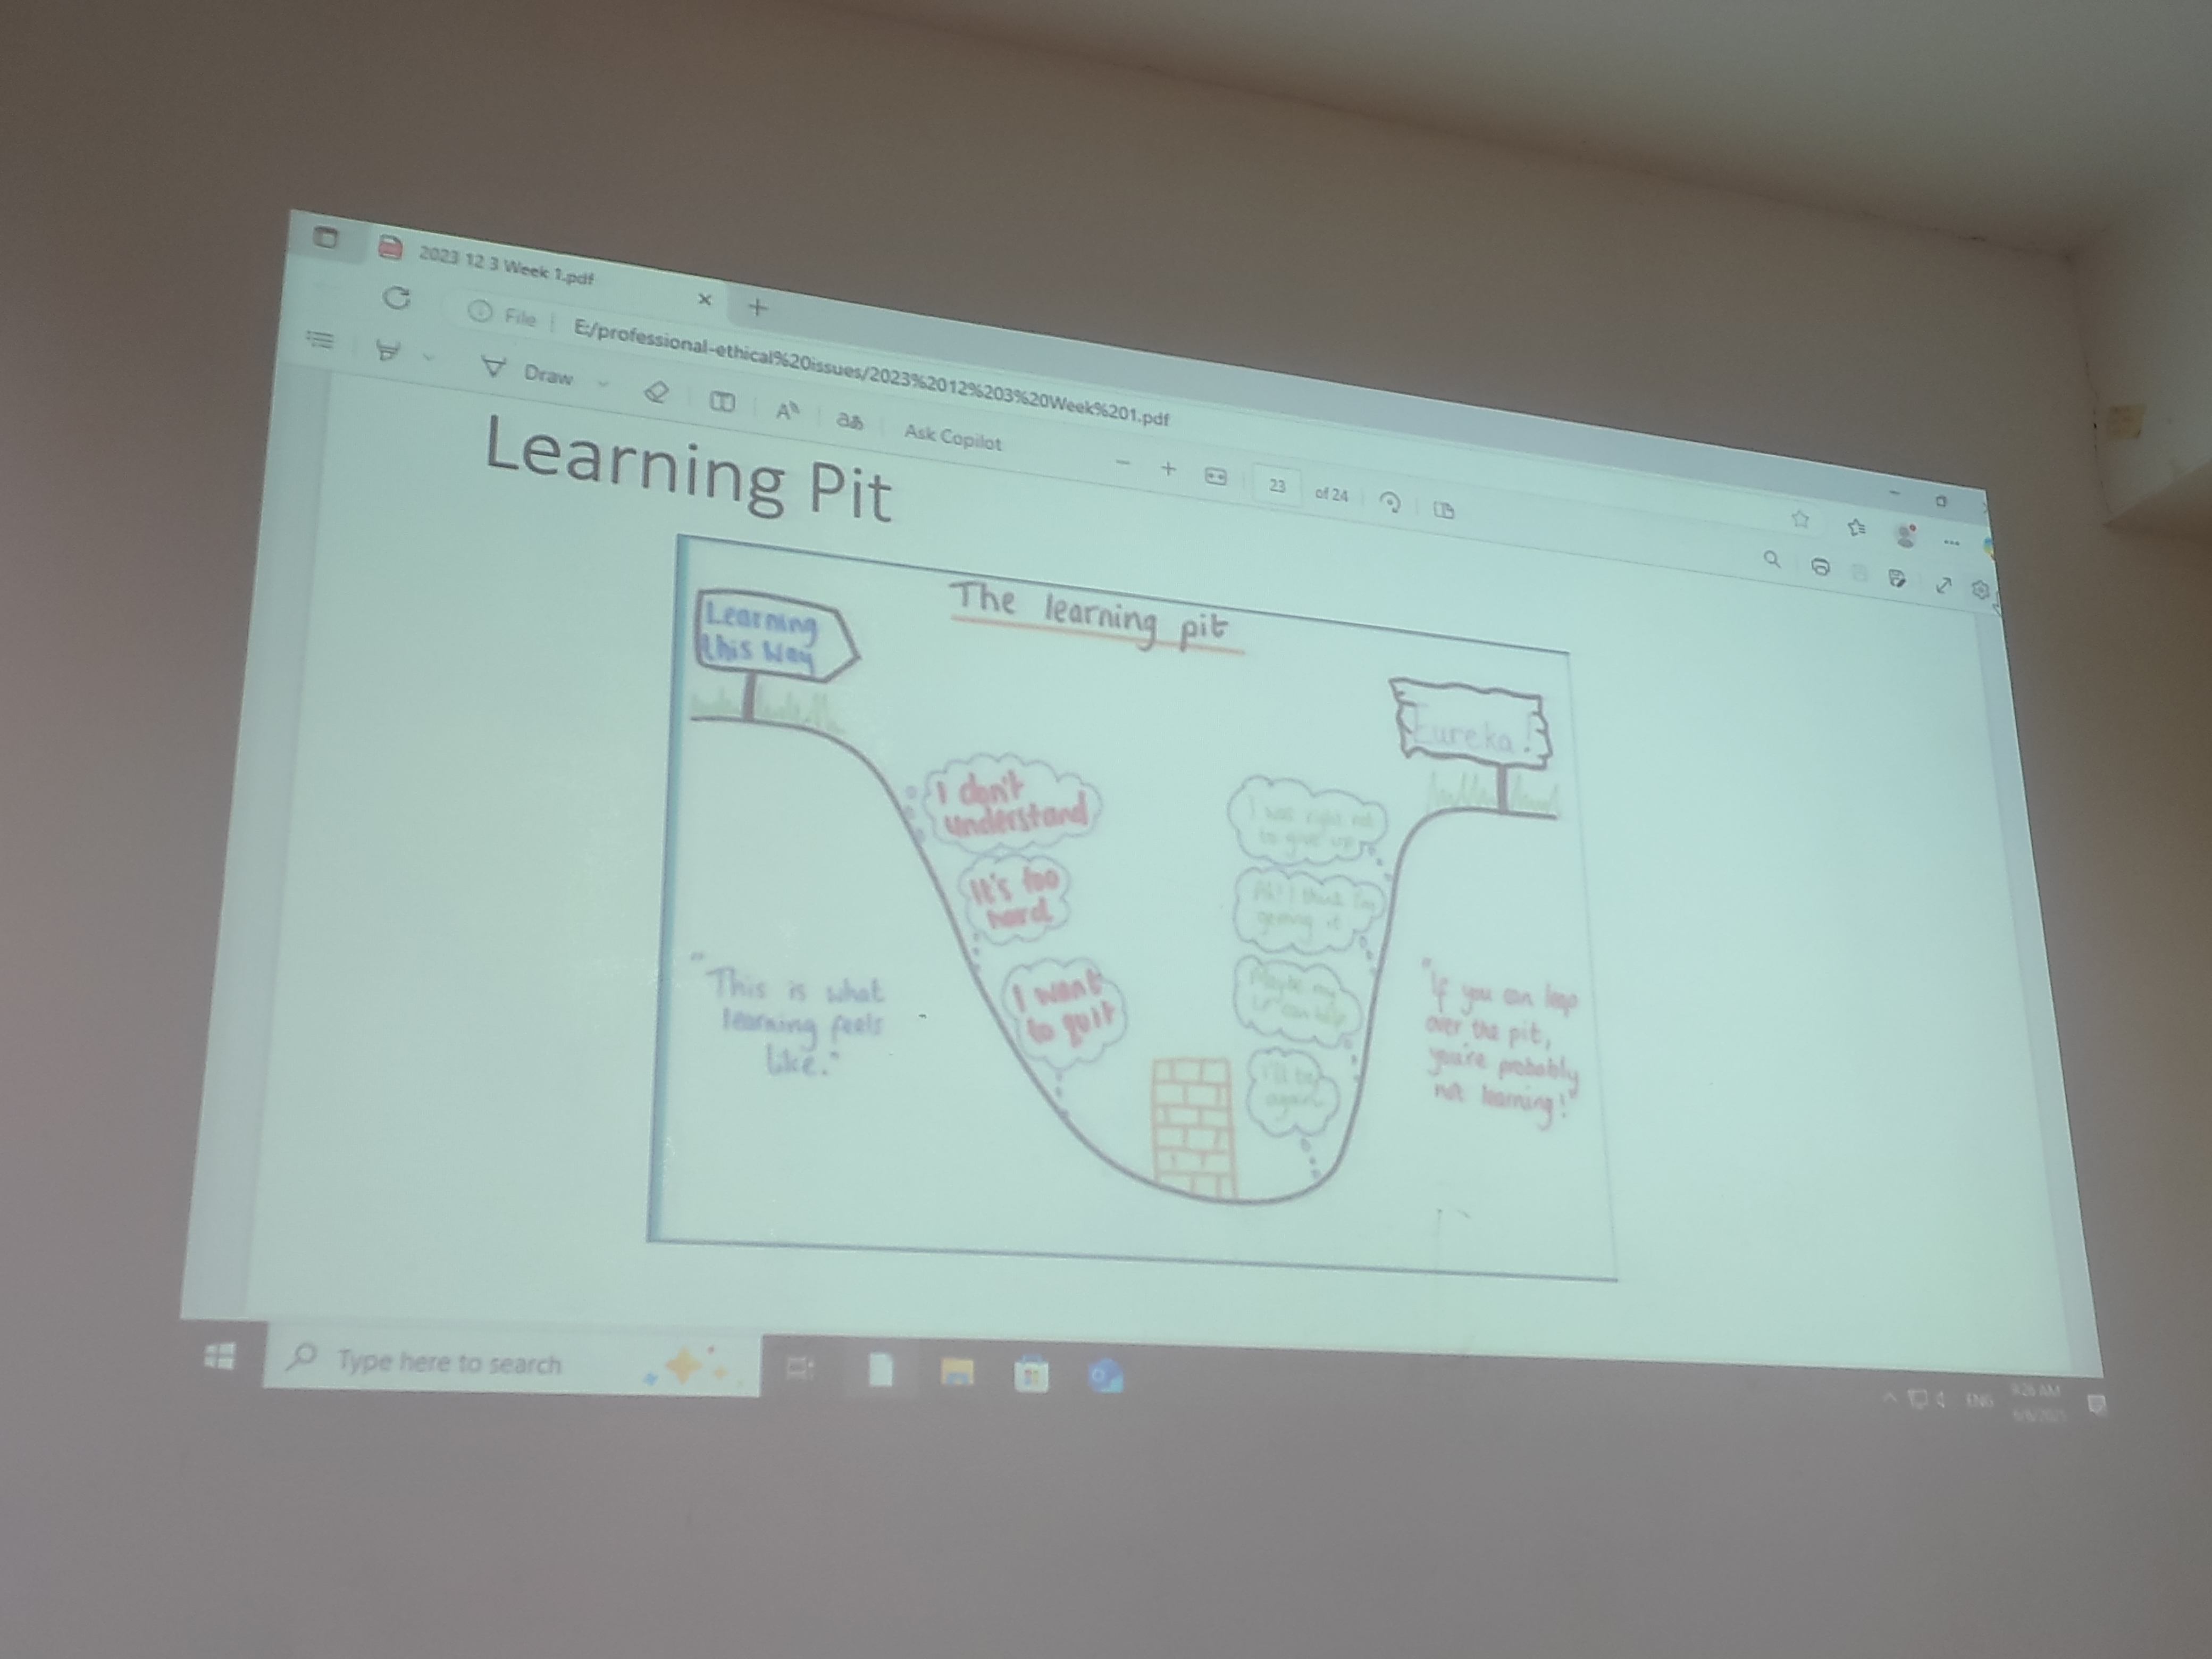 2023 12 3 Week 1.pdf
File
E:/professional-ethical%20issues/2023%2012%203%20Week%201.pdf
Draw
Ask Copilot
23
of 24
Learning Pit
The learning pit
Learning
this way
Eureka!
I don't
understand
It's too
hard
I want
to quit
I was right not
to give up
Ah! I think I'm
getting it
Maybe my
can help
I'll
again
"This is what
learning feels
like."
"If you can leap
over the pit,
you're probably
not learning!"
Type here to search
ENG
9:26 AM